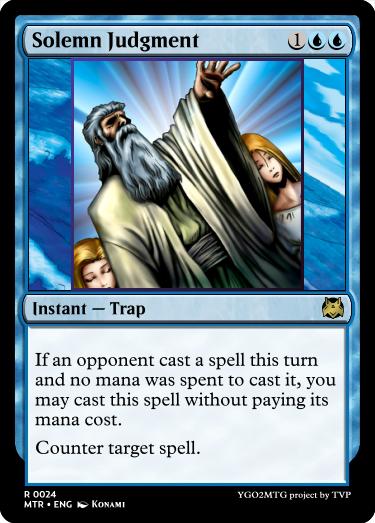 Solemn Judgment 1
Instant — Trap
If an opponent cast a spell this turn
and no mana was spent to cast it, you
may cast this spell without paying its
mana cost.
Counter target spell.
R 0024
MTR • ENG Konami YGO2MTG project by TVP